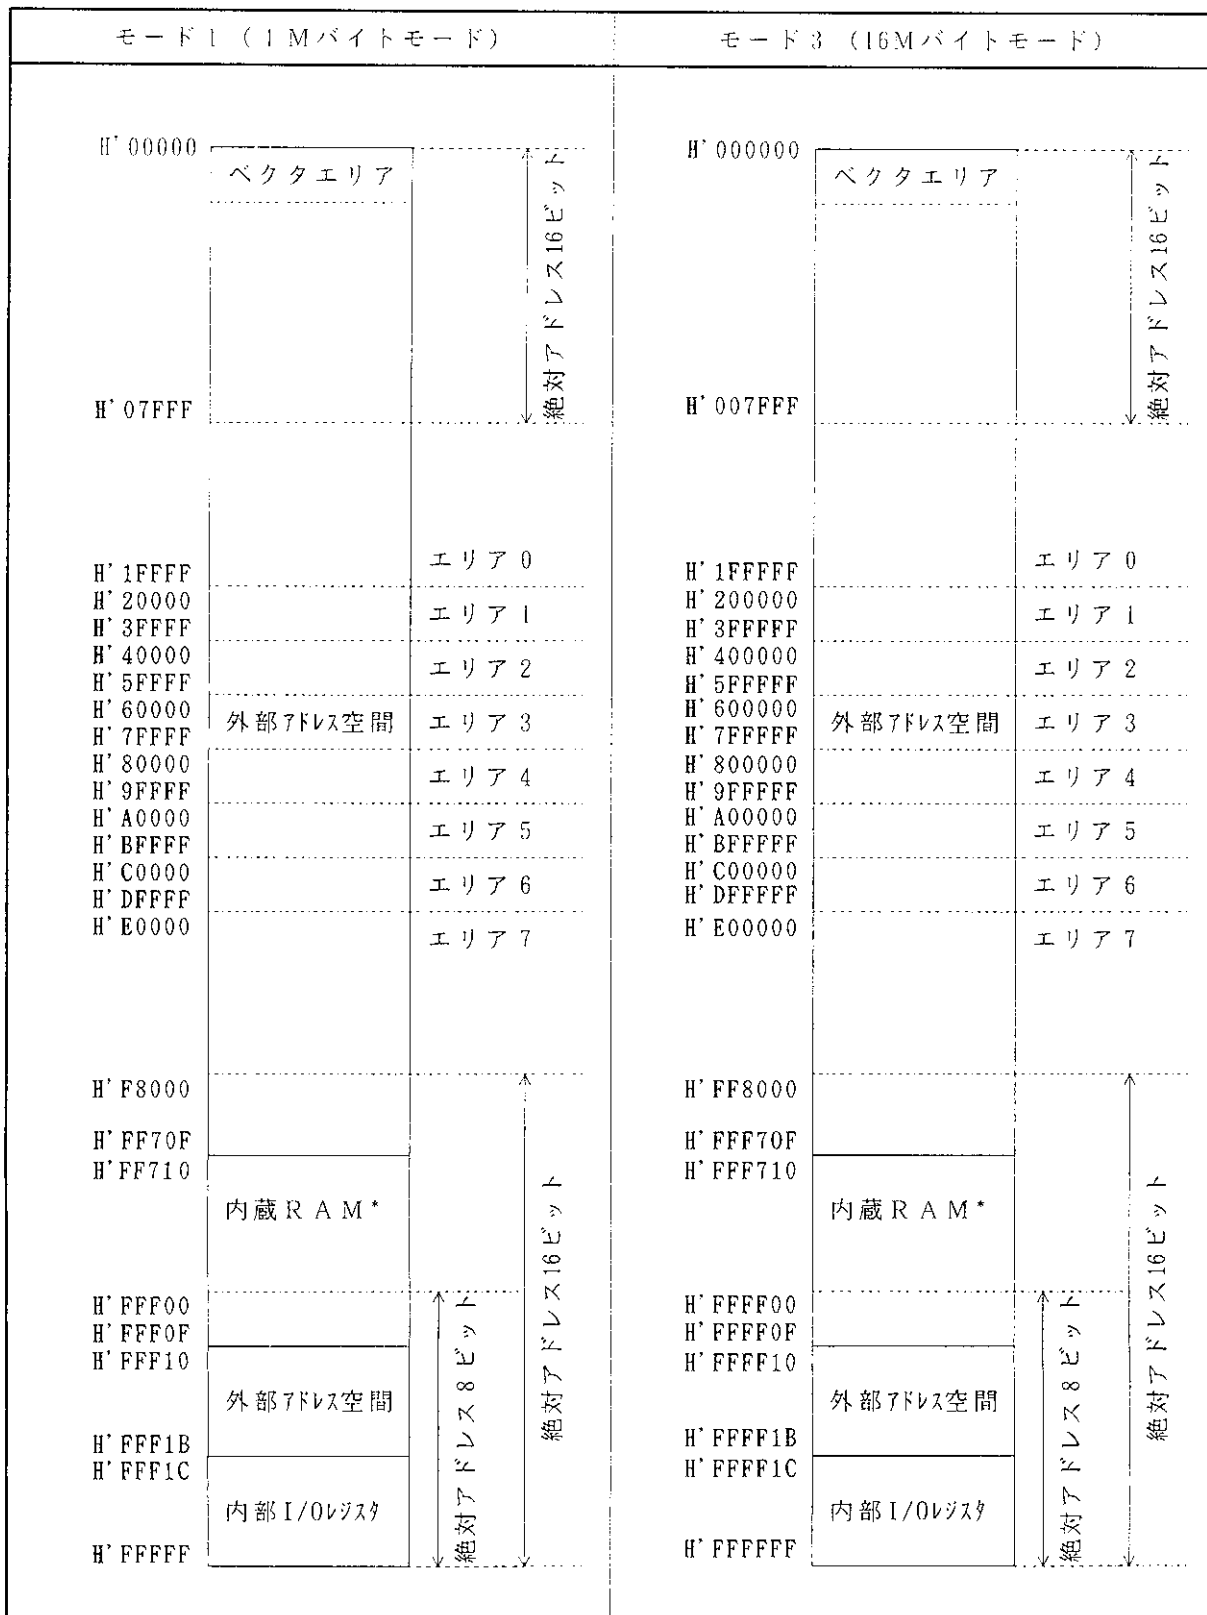 モード1 (1Mバイトモード)
H'00000
ベクタエリア
絶対アドレス16ビット
H'07FFF
エリア0
H'1FFFF
H'20000
エリア1
H'3FFFF
H'40000
エリア2
H'5FFFF
H'60000
外部アドレス空間
エリア3
H'7FFFF
H'80000
エリア4
H'9FFFF
H'A0000
エリア5
H'BFFFF
H'C0000
エリア6
H'DFFFF
H'E0000
エリア7
H'F8000
H'FF70F
H'FF710
内蔵RAM*
絶対アドレス16ビット
H'FFF00
H'FFF0F
H'FFF10
外部アドレス空間
絶対アドレス8ビット
H'FFF1B
H'FFF1C
内部I/Oレジスタ
H'FFFFF
モード3 (16Mバイトモード)
H'000000
ベクタエリア
絶対アドレス16ビット
H'007FFF
エリア0
H'1FFFFF
H'200000
エリア1
H'3FFFFF
H'400000
エリア2
H'5FFFFF
H'600000
外部アドレス空間
エリア3
H'7FFFFF
H'800000
エリア4
H'9FFFFF
H'A00000
エリア5
H'BFFFFF
H'C00000
エリア6
H'DFFFFF
H'E00000
エリア7
H'FF8000
H'FFF70F
H'FFF710
内蔵RAM*
絶対アドレス16ビット
H'FFFF00
H'FFFF0F
H'FFFF10
外部アドレス空間
絶対アドレス8ビット
H'FFFF1B
H'FFFF1C
内部I/Oレジスタ
H'FFFFFF